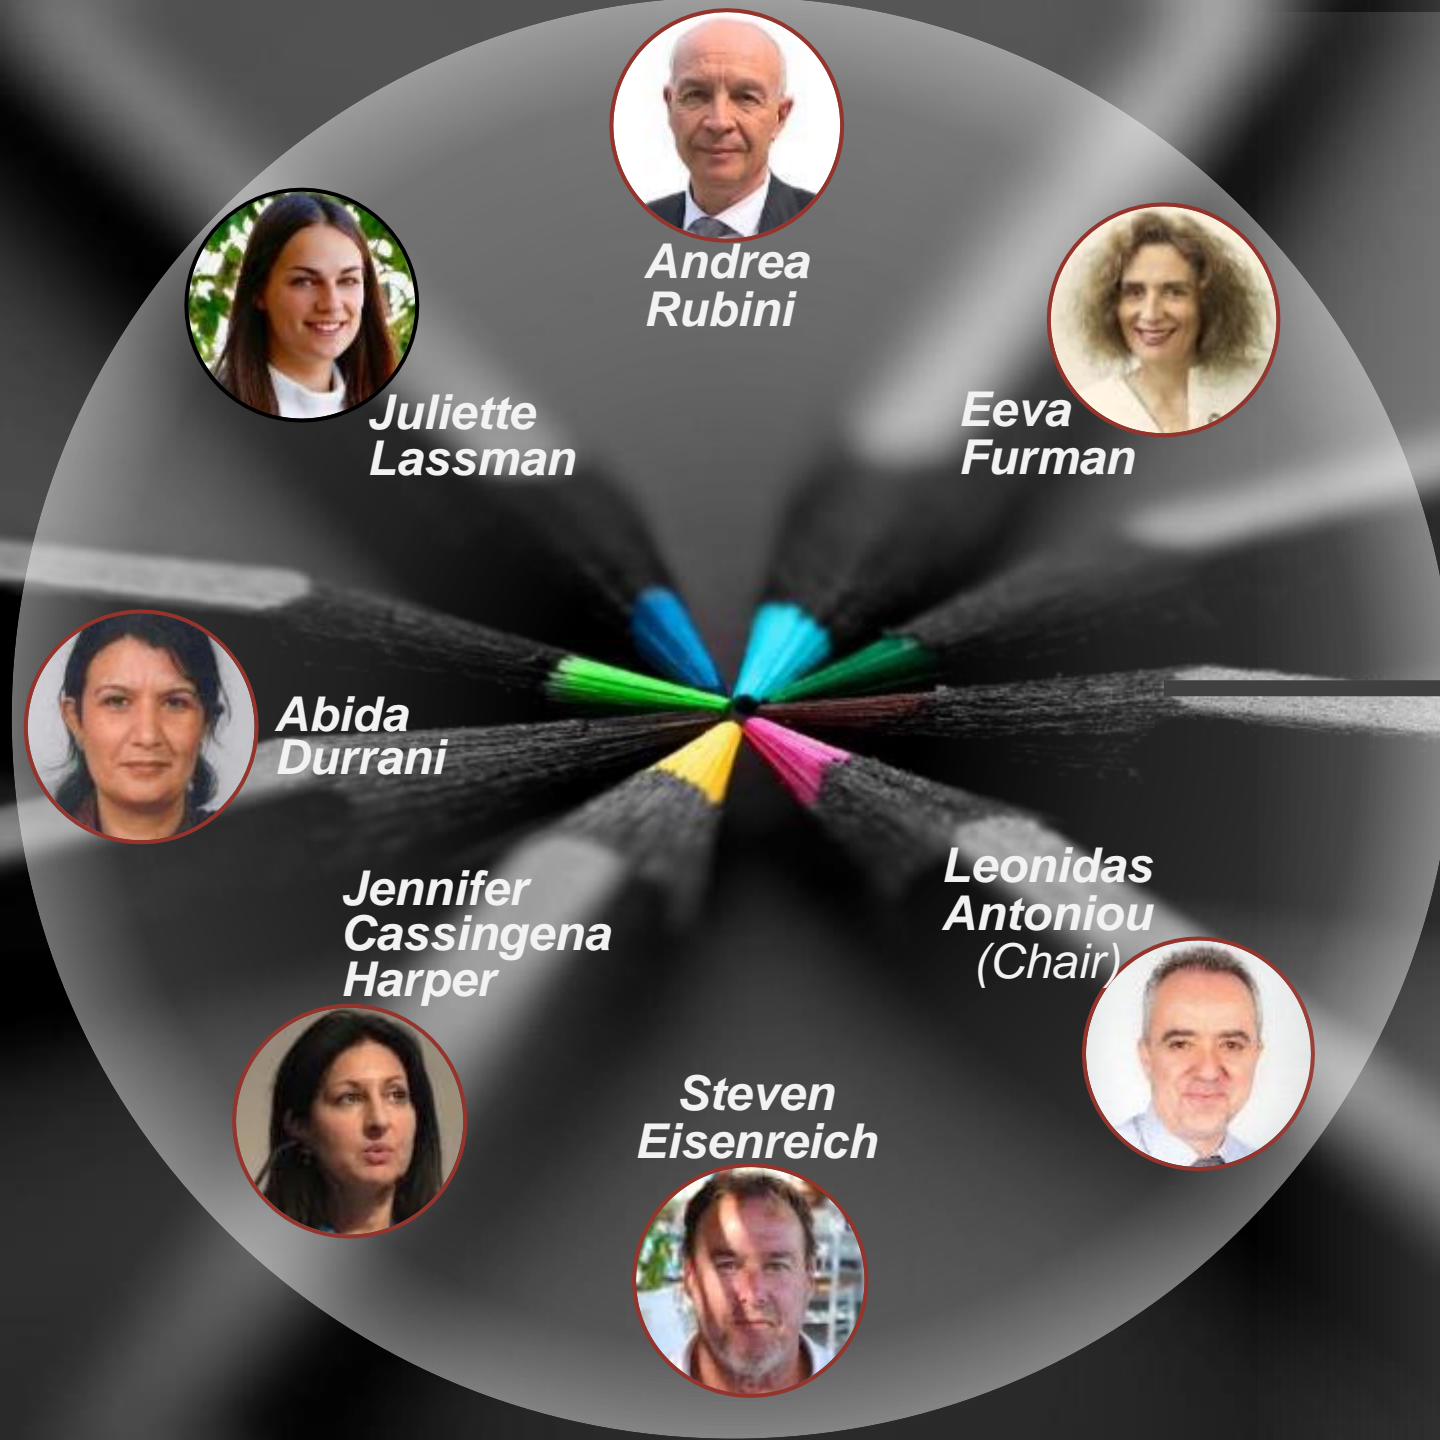 Andrea
Rubini
Juliette
Lassman
Eeva
Furman
Abida
Durrani
Jennifer
Cassingena
Harper
Leonidas
Antoniou
(Chair)
Steven
Eisenreich